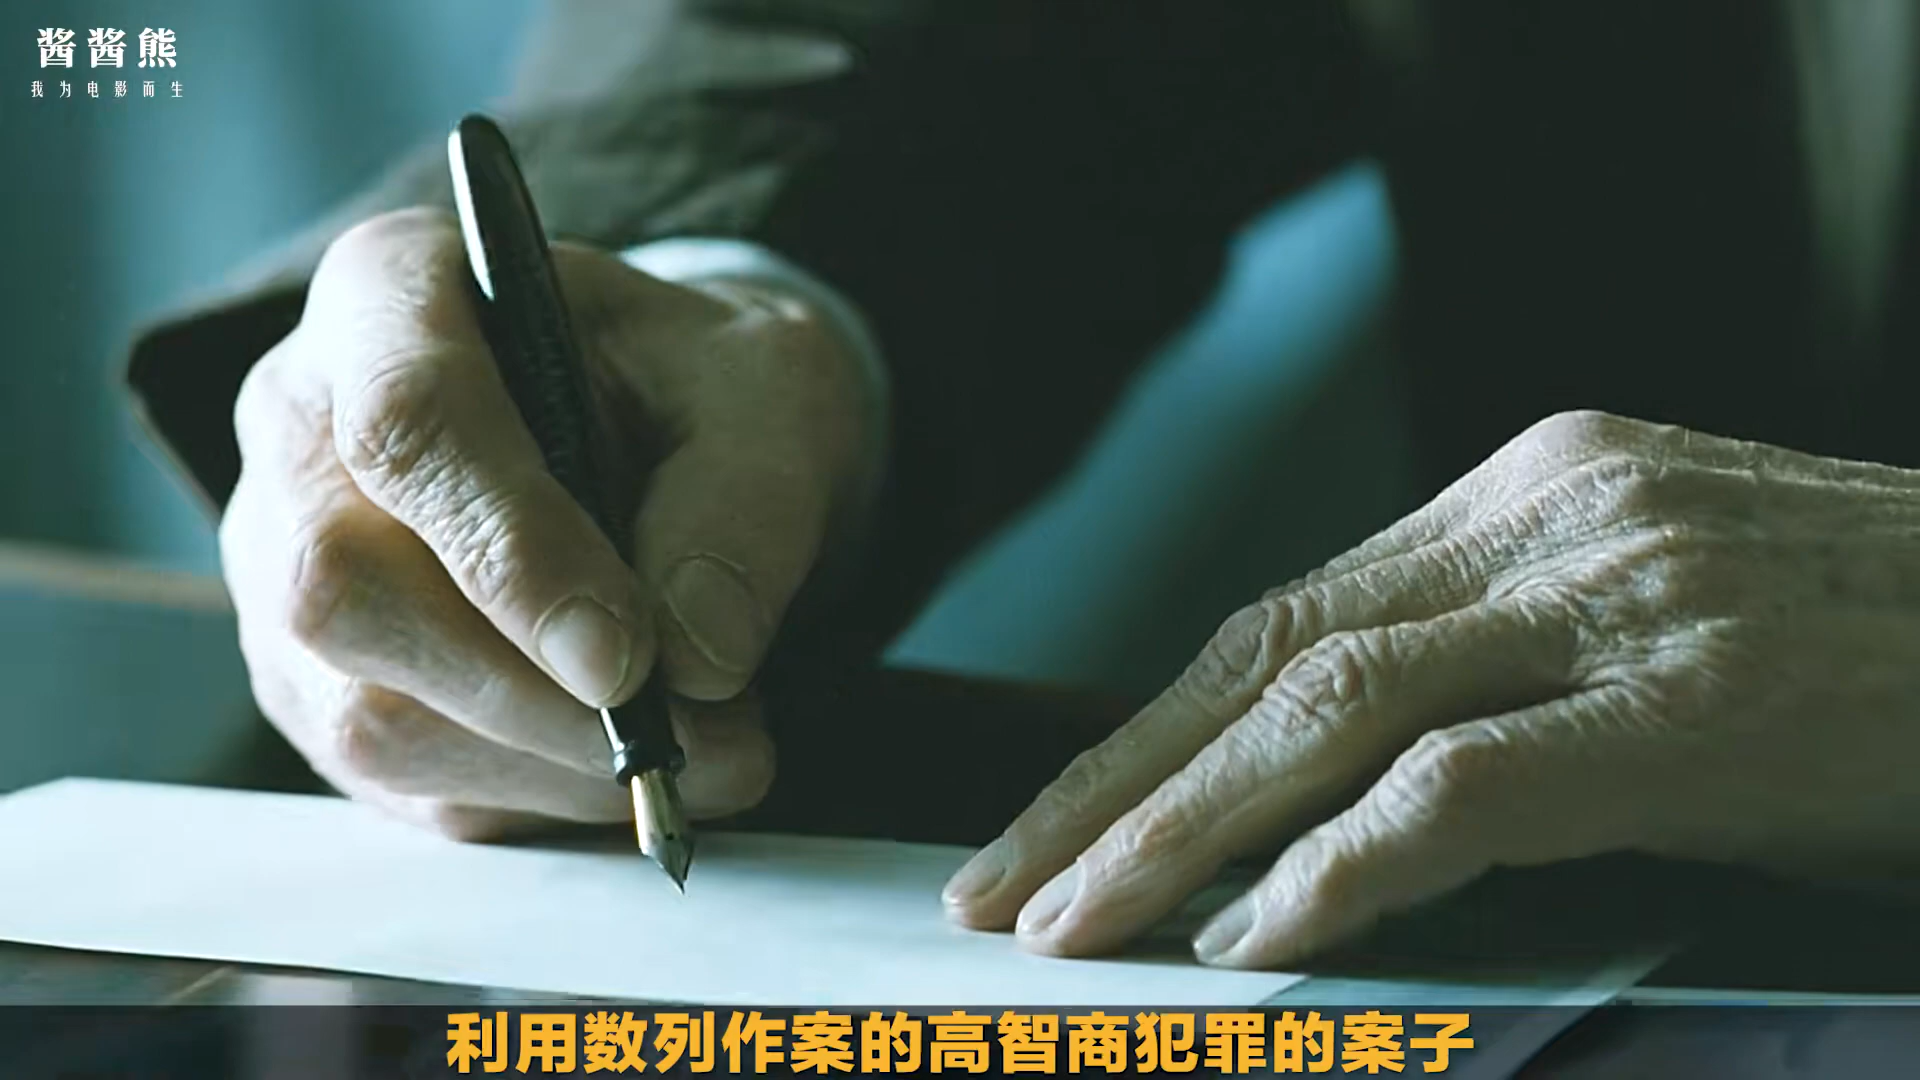 酱酱熊
我为电影而生
利用数列作案的高智商犯罪的案子